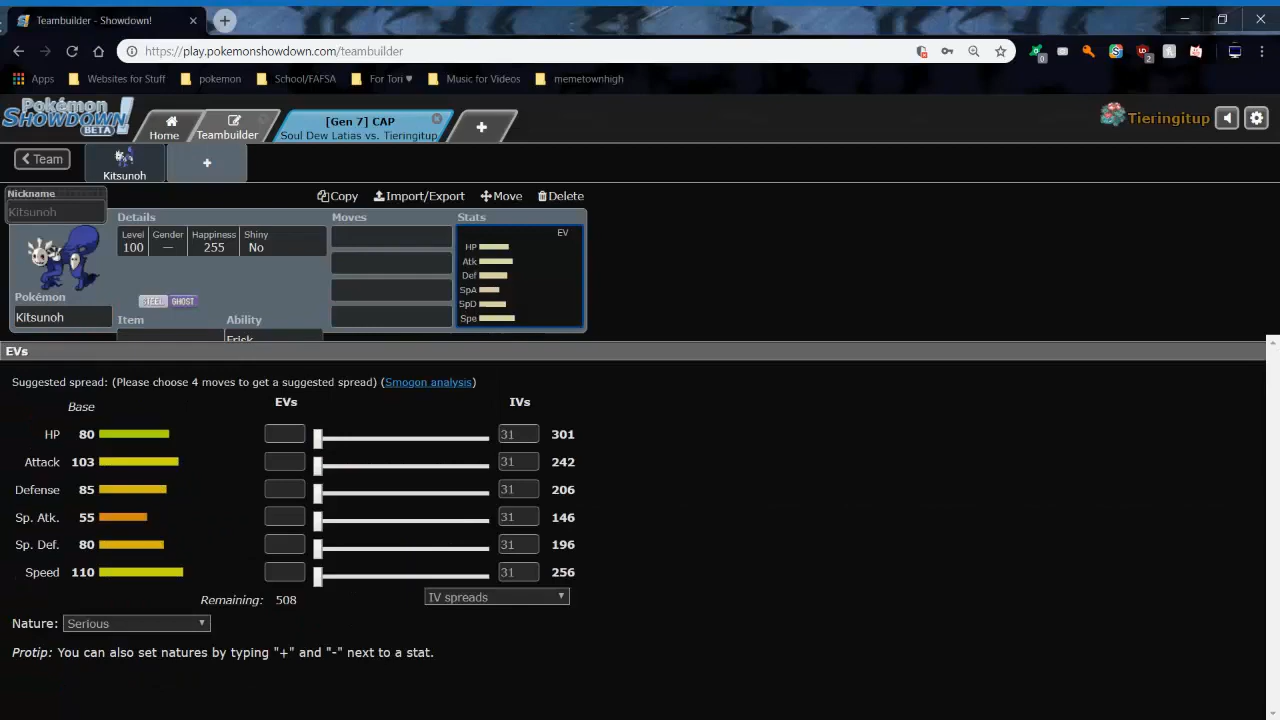 Teambuilder - Showdown!
https://play.pokemonshowdown.com/teambuilder
Apps Websites for Stuff pokemon School/FAFSA For Tori ♥ Music for Videos memetownhigh
0 2
Pokémon
SHOWDOWN!
BETA
Home
Teambuilder
[Gen 7] CAP
Soul Dew Latias vs. Tieringitup
+
Tieringitup
< Team
Kitsunoh
+
Nickname
Kitsunoh
Copy Import/Export Move Delete
Details Moves Stats
Level Gender Happiness Shiny
100 — 255 No
EV
HP
Atk
Def
SpA
SpD
Spe
Pokémon
Kitsunoh
STEEL GHOST
Item Ability
Frisk
EVs
Suggested spread: (Please choose 4 moves to get a suggested spread) (Smogon analysis)
Base EVs IVs
HP 80 31 301
Attack 103 31 242
Defense 85 31 206
Sp. Atk. 55 31 146
Sp. Def. 80 31 196
Speed 110 31 256
Remaining: 508 IV spreads
Nature: Serious
Protip: You can also set natures by typing "+" and "-" next to a stat.